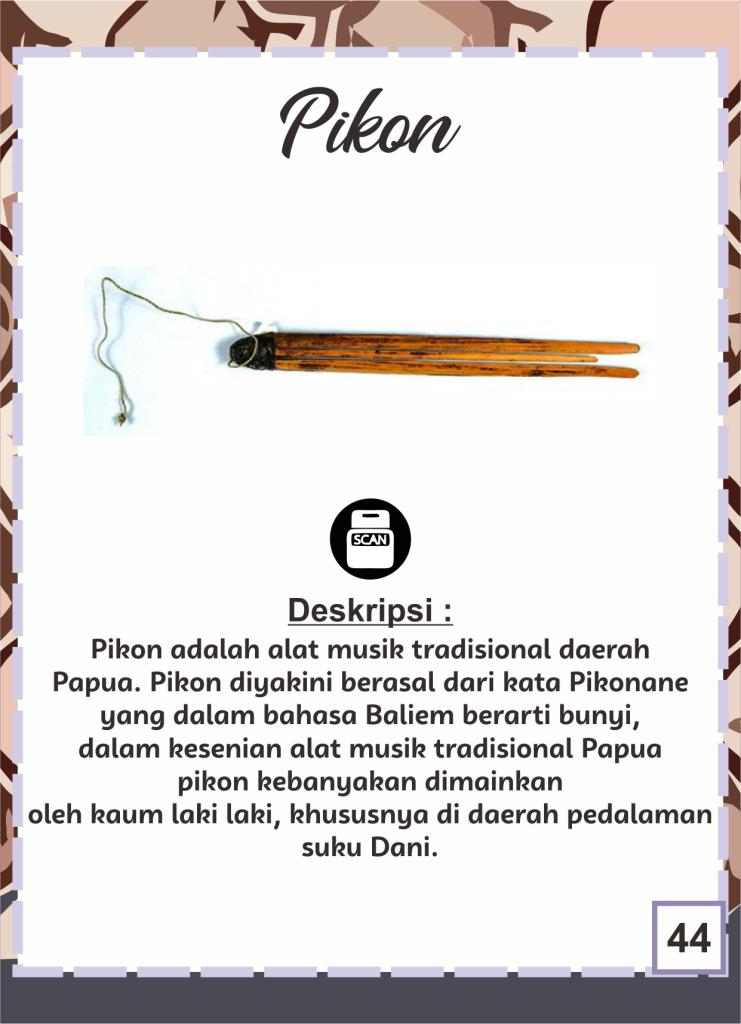 Pikon
SCAN
Deskripsi :
Pikon adalah alat musik tradisional daerah
Papua. Pikon diyakini berasal dari kata Pikonane
yang dalam bahasa Baliem berarti bunyi,
dalam kesenian alat musik tradisional Papua
pikon kebanyakan dimainkan
oleh kaum laki laki, khususnya di daerah pedalaman
suku Dani.
44